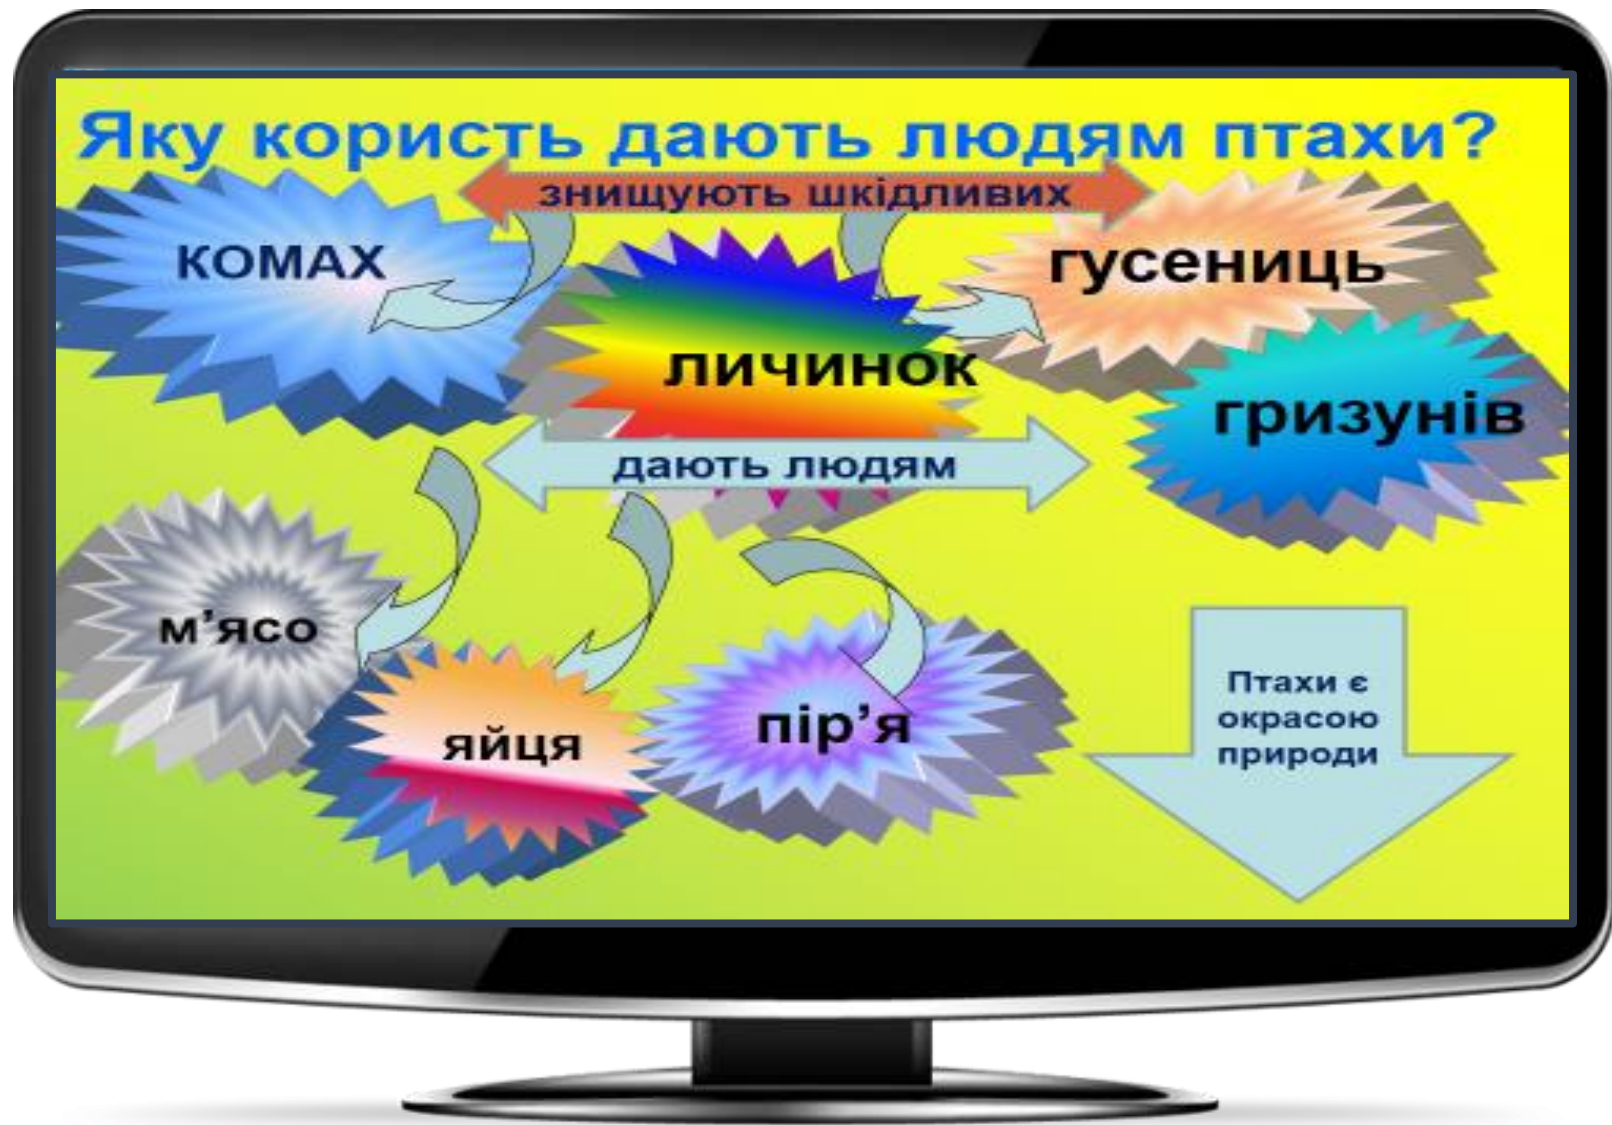 Яку користь дають людям птахи?
знищують шкідливих
КОМАХ
гусениць
личинок
гризунів
дають людям
м’ясо
яйця
пір’я
Птахи є
окрасою
природи